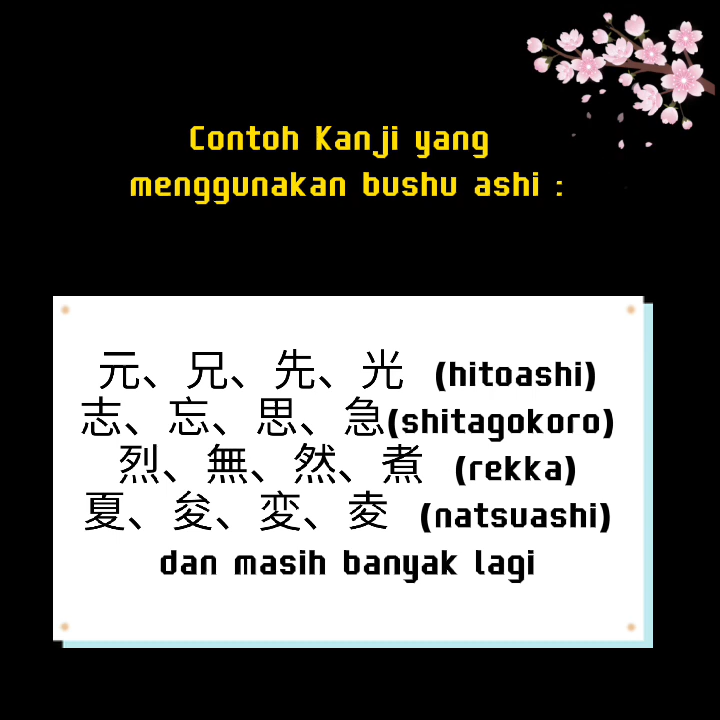 Contoh Kanji yang
menggunakan bushu ashi :
元、兄、先、光 (hitoashi)
志、忘、思、急(shitagokoro)
烈、無、然、煮 (rekka)
夏、夋、変、夌 (natsuashi)
dan masih banyak lagi